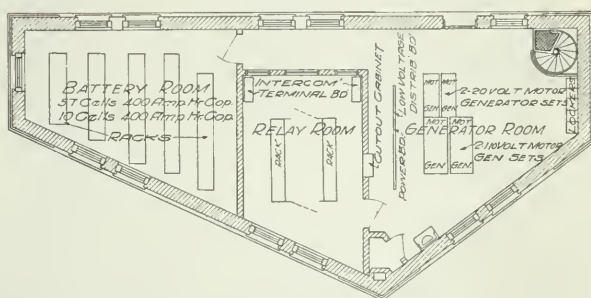 BATTERY ROOM
57 Cells 400 Amp Hr Cap.
10 Cells 400 Amp Hr Cap.
RACKS
INTERCOM'
TERMINAL BD
RELAY ROOM
RACK
RACK
CUTOUT CABINET
POWER BD.
LOW VOLTAGE
DISTRIB. BD
MOT MOT
GEN GEN
2-20 VOLT MOTOR
GENERATOR SETS
GENERATOR ROOM
MOT MOT
GEN. GEN.
2-110 VOLT MOTOR
GEN SETS
LOCKERS